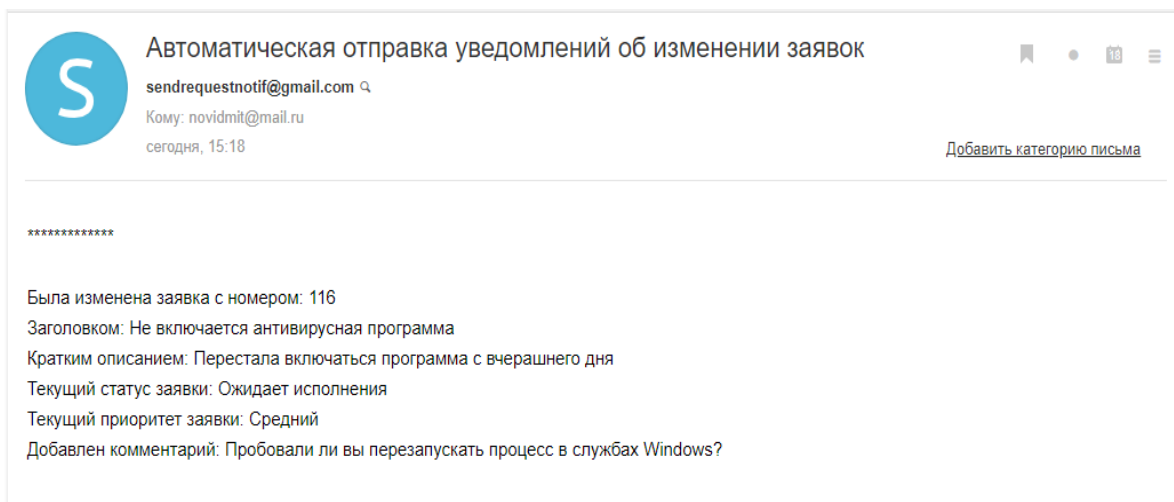 S
Автоматическая отправка уведомлений об изменении заявок
sendrequestnotif@gmail.com
Кому: novidmit@mail.ru
сегодня, 15:18
18
Добавить категорию письма
*************
Была изменена заявка с номером: 116
Заголовком: Не включается антивирусная программа
Кратким описанием: Перестала включаться программа с вчерашнего дня
Текущий статус заявки: Ожидает исполнения
Текущий приоритет заявки: Средний
Добавлен комментарий: Пробовали ли вы перезапускать процесс в службах Windows?